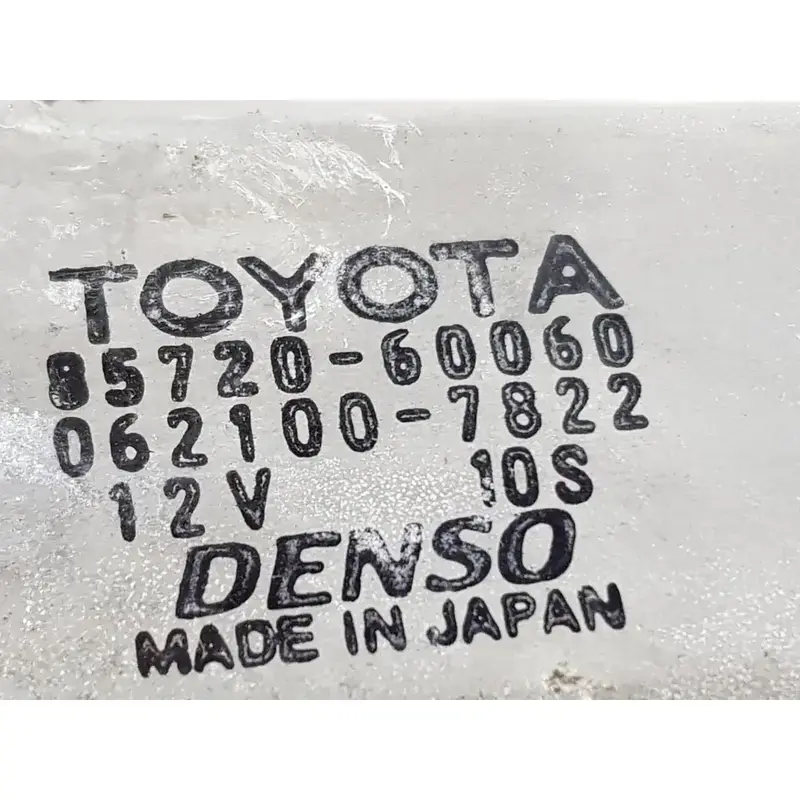 TOYOTA
85720-60060
062100-7822
12V 10S
DENSO
MADE IN JAPAN